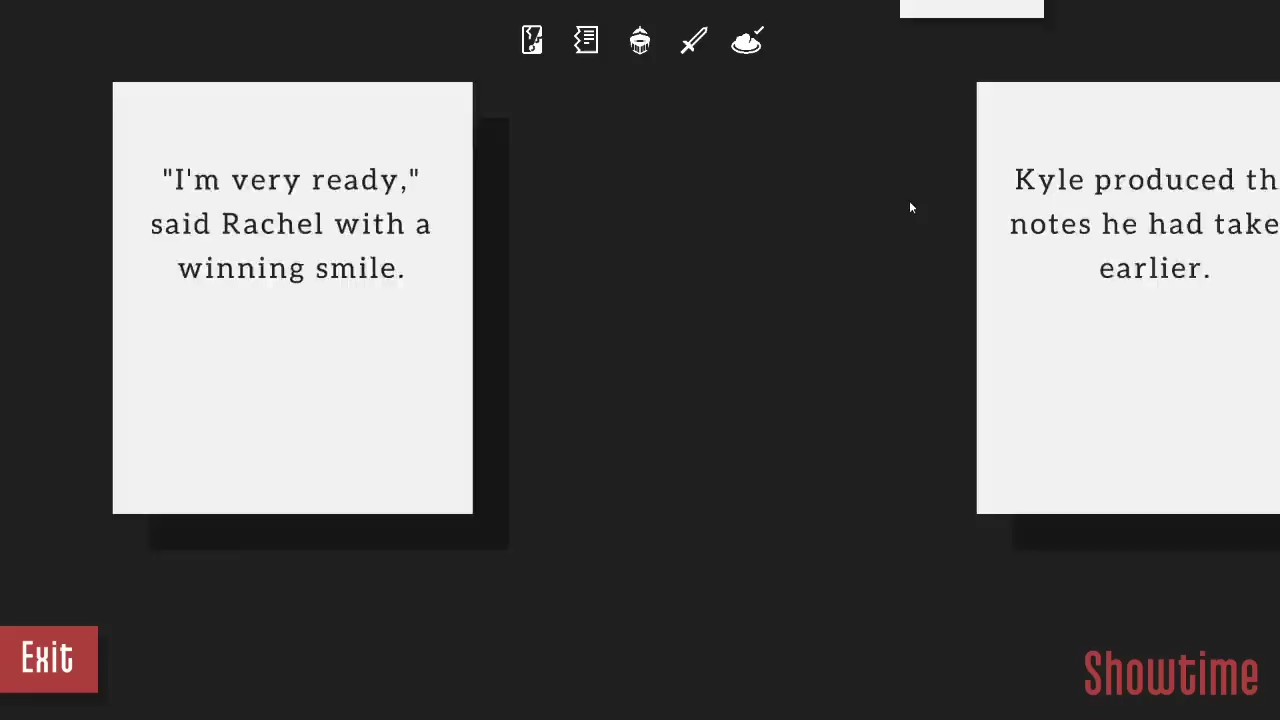 "I'm very ready,"
said Rachel with a
winning smile.
Kyle produced th
notes he had take
earlier.
Exit
Showtime